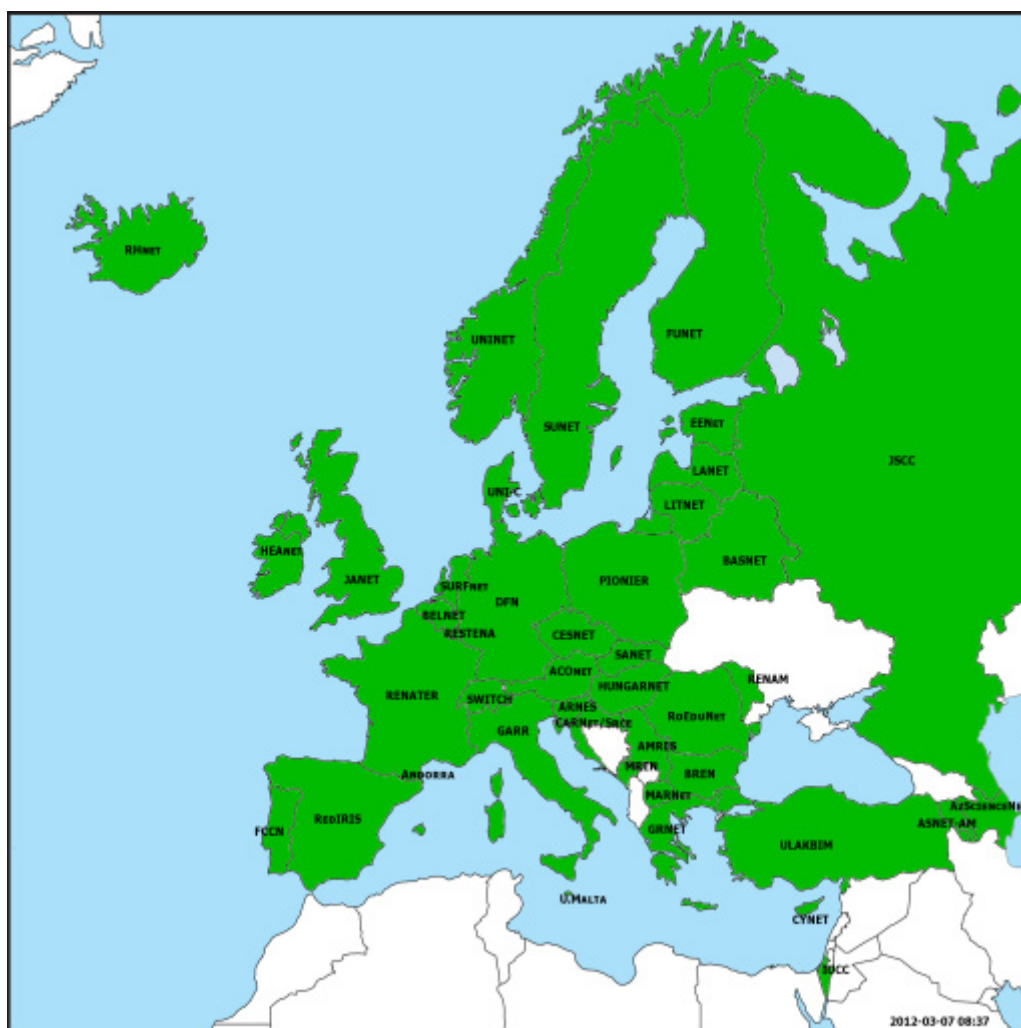 RHNET
UNINET
FUNET
SUNET
EENET
JSCC
LANET
UNI-C
LITNET
HEANET
BASNET
JANET
SURFNET
PIONIER
DFN
BELNET
RESTENA
CESNET
SANET
ACONET
RENAM
HUNGARNET
RENATER
SWITCH
ARNES
ROEDUNET
CARNET/SRCE
GARR
AMRES
MREN
BREN
ANDORRA
MARNET
REDIRIS
FCCN
GRNET
ASNET-AM
ULAKBIM
U.MALTA
CYNET
IUCC
2012-03-07 08:37